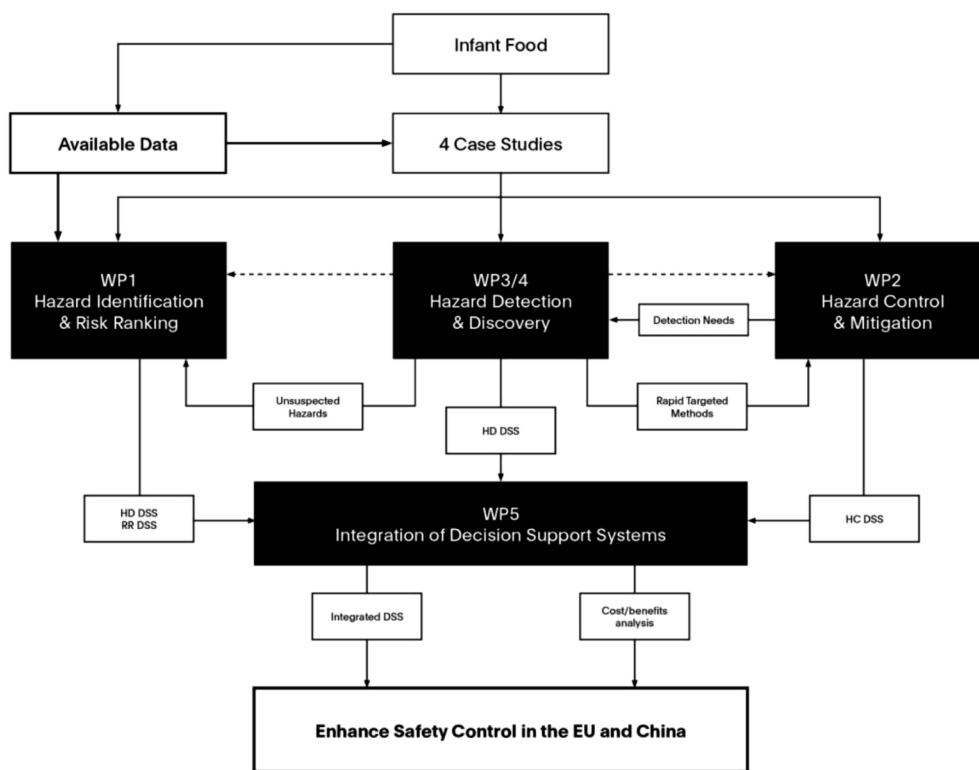 Infant Food
Available Data
4 Case Studies
WP1
Hazard Identification
& Risk Ranking
WP3/4
Hazard Detection
& Discovery
WP2
Hazard Control
& Mitigation
Detection Needs
Unsuspected
Hazards
Rapid Targeted
Methods
HD DSS
HD DSS
RR DSS
WP5
Integration of Decision Support Systems
HC DSS
Integrated DSS
Cost/benefits
analysis
Enhance Safety Control in the EU and China